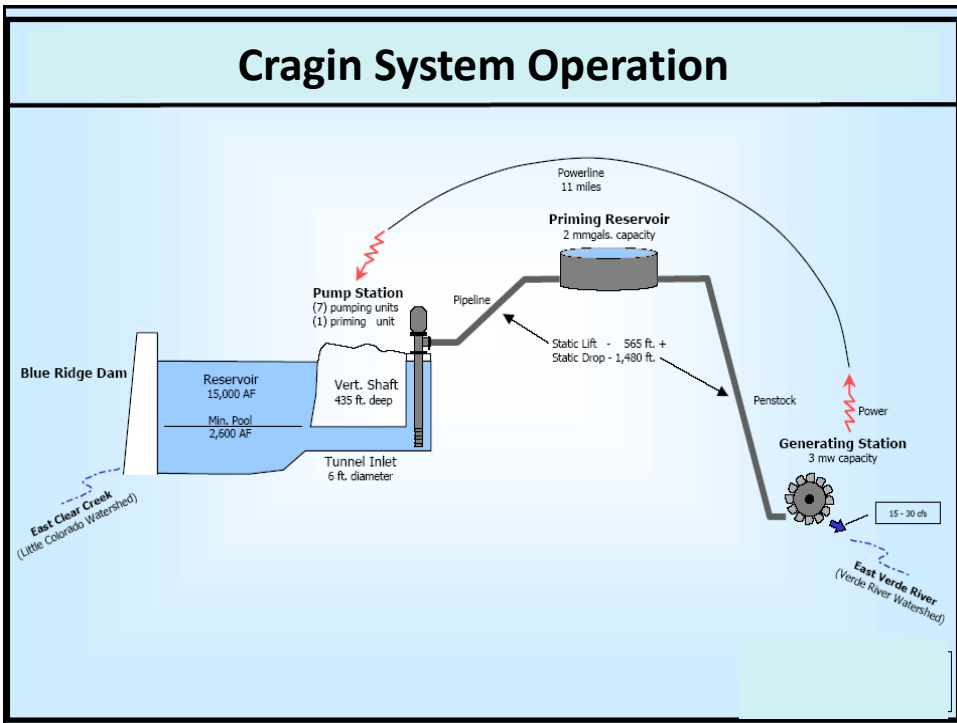 Cragin System Operation
Powerline
11 miles
Priming Reservoir
2 mmgals. capacity
Pump Station
(7) pumping units
(1) priming unit
Pipeline
Static Lift - 565 ft. +
Static Drop - 1,480 ft.
Blue Ridge Dam
Reservoir
15,000 AF
Min. Pool
2,600 AF
Vert. Shaft
435 ft. deep
Penstock
Power
Generating Station
3 mw capacity
Tunnel Inlet
6 ft. diameter
15 - 30 cfs
East Clear Creek
(Little Colorado Watershed)
East Verde River
(Verde River Watershed)